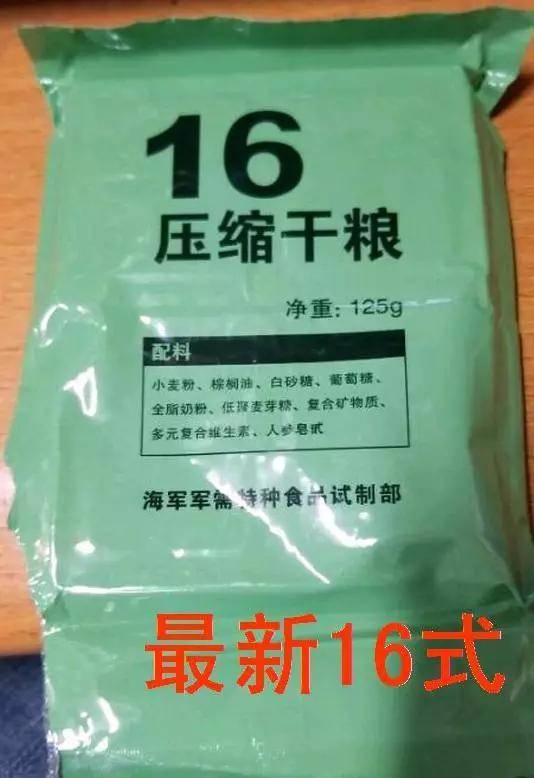 16
压缩干粮
净重：125g
配料
小麦粉、棕榈油、白砂糖、葡萄糖、
全脂奶粉、低聚麦芽糖、复合矿物质、
多元复合维生素、人参皂甙
海军军需特种食品试制部
最新16式